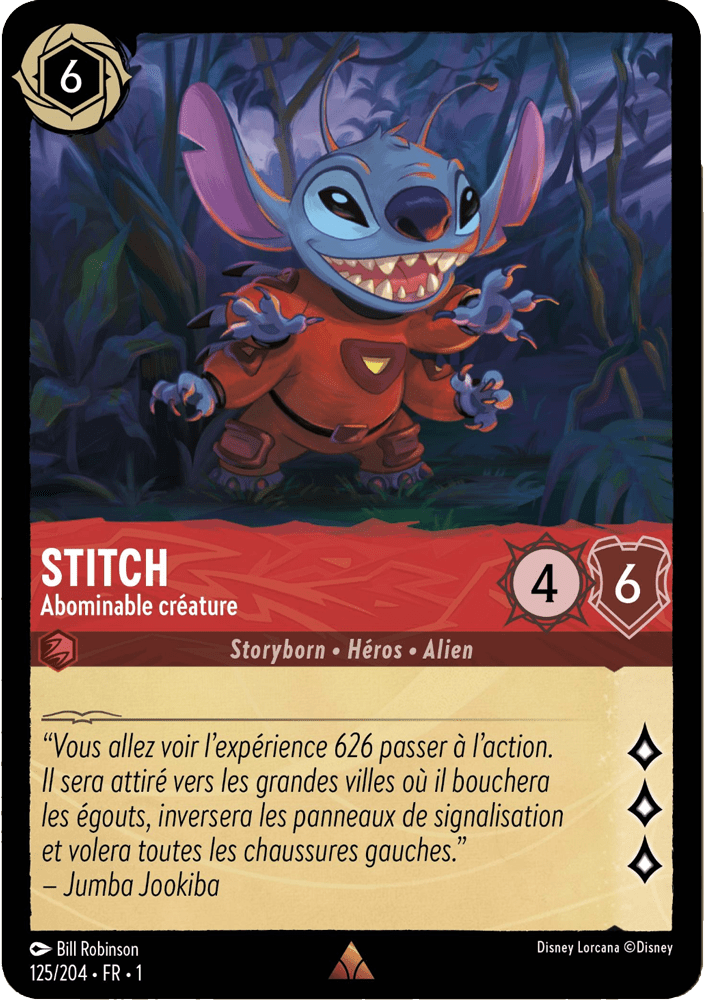 6
STITCH
Abominable créature
4
6
Storyborn • Héros • Alien
“Vous allez voir l’expérience 626 passer à l’action.
Il sera attiré vers les grandes villes où il bouchera
les égouts, inversera les panneaux de signalisation
et volera toutes les chaussures gauches.”
– Jumba Jookiba
Bill Robinson
Disney Lorcana ©Disney
125/204 • FR • 1